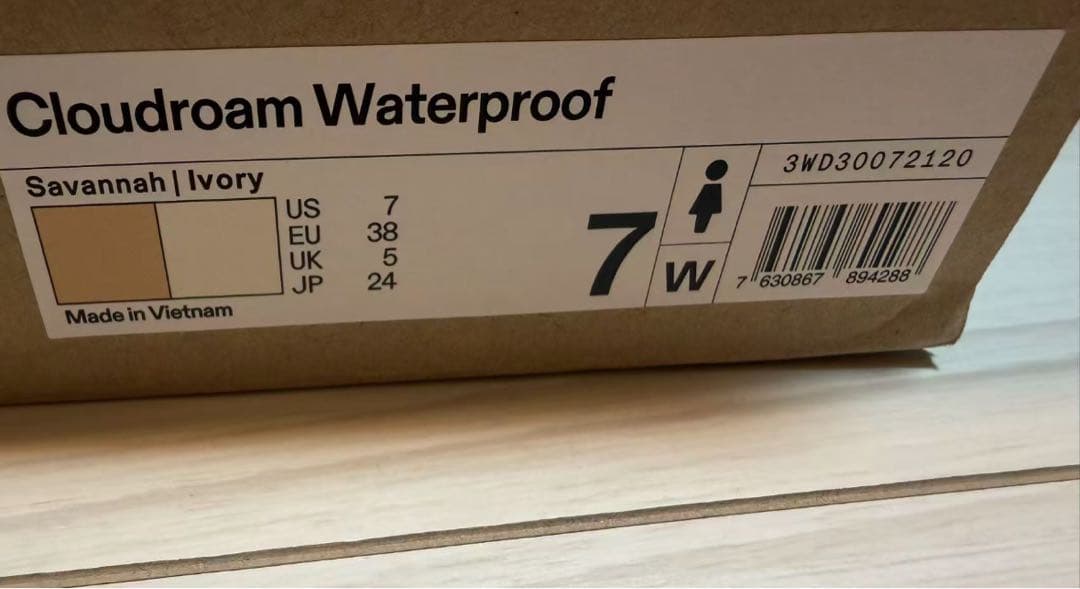 Cloudroam Waterproof
Savannah | Ivory
US 7
EU 38
UK 5
JP 24
Made in Vietnam
7
W
3WD30072120
7 630867 894288